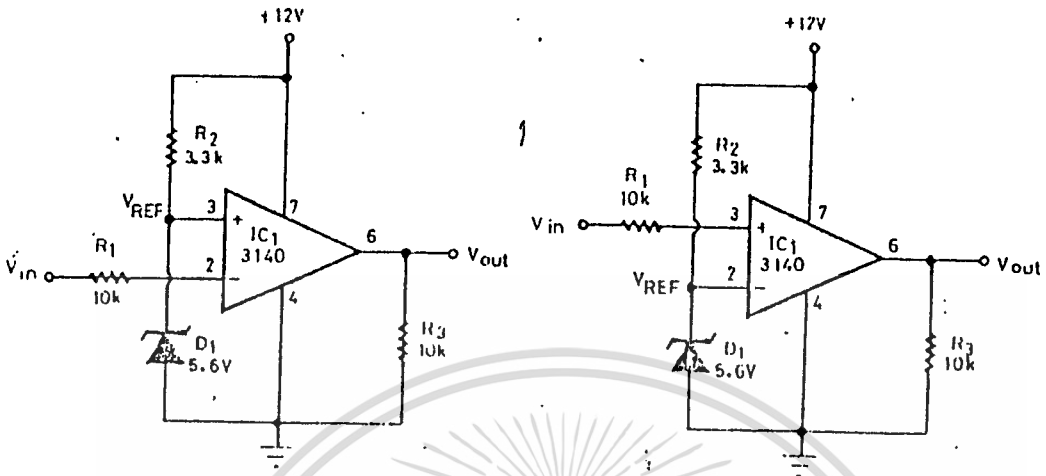 +12V
R2
3.3k
VREF
3
+
7
IC1
3140
6
Vout
R1
Vin
10k
2
-
4
D1
5.6V
R3
10k
+12V
R2
3.3k
R1
10k
Vin
3
+
7
IC1
3140
6
Vout
VREF
2
-
4
D1
5.6V
R3
10k